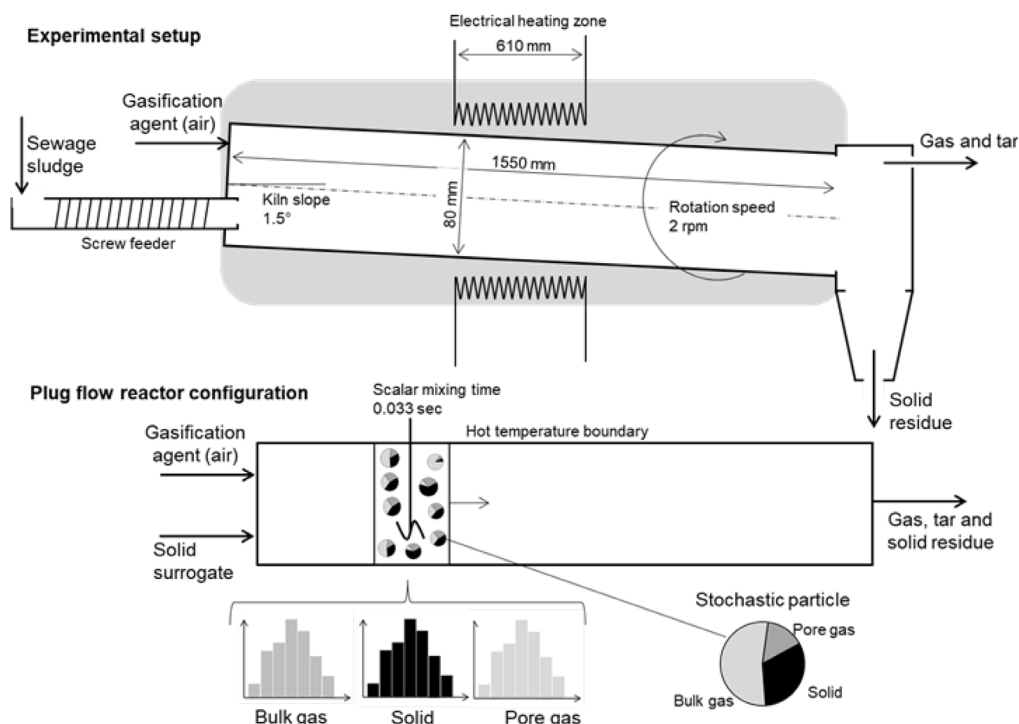 Electrical heating zone
610 mm
Experimental setup
Gasification
agent (air)
Sewage
sludge
Screw feeder
Kiln slope
1.5°
1550 mm
80 mm
Rotation speed
2 rpm
Gas and tar
Solid
residue
Plug flow reactor configuration
Scalar mixing time
0.033 sec
Hot temperature boundary
Gasification
agent (air)
Solid
surrogate
Gas, tar and
solid residue
Stochastic particle
Pore gas
Bulk gas
Solid
Bulk gas
Solid
Pore gas